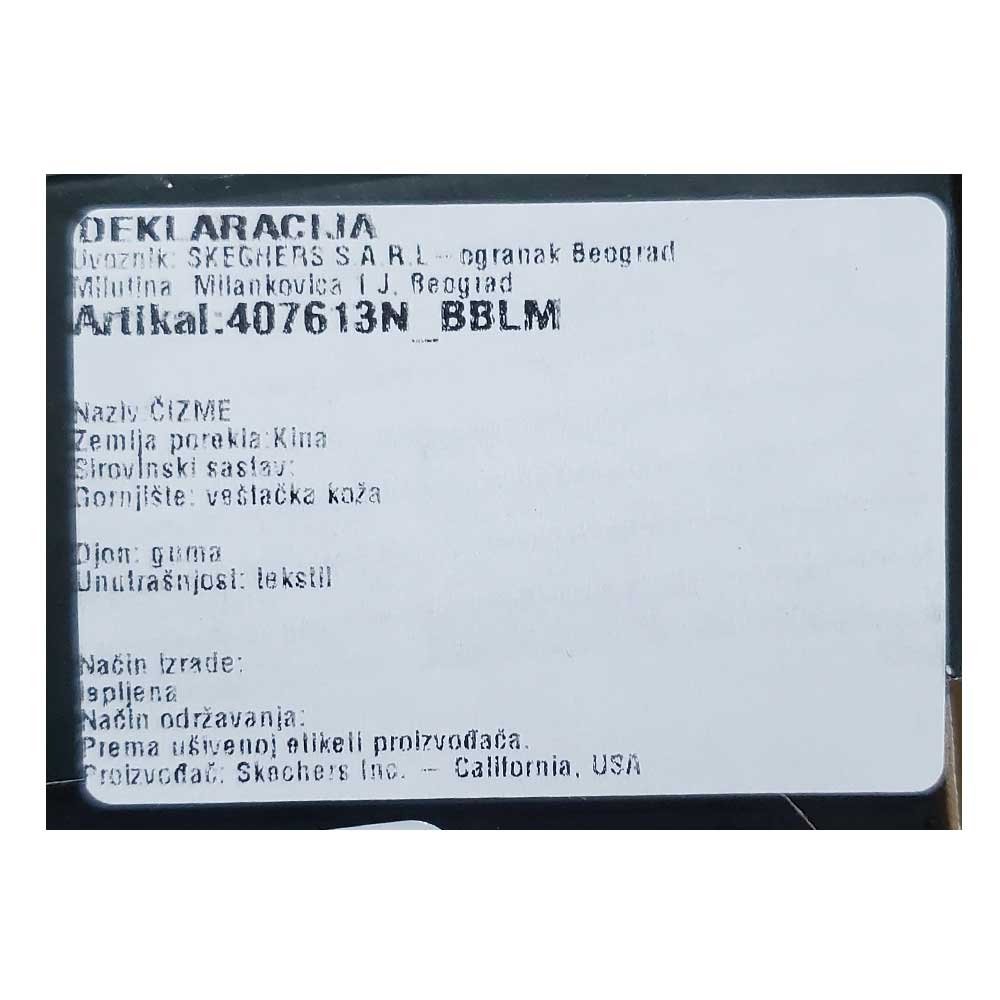 DEKLARACIJA
Uvoznik: SKECHERS S.A.R.L - ogranak Beograd
Milutina Milankovica 1 J. Beograd
Artikal:407613N_BBLM
Naziv:ČIZME
Zemlja porekla:Kina
Sirovinski sastav:
Gornjište: veštačka koža
Djon: guma
Unutrašnjost: tekstil
Način izrade:
lepljena
Način održavanja:
Prema ušivenoj etiketi proizvođača.
Proizvođač: Skechers Inc. - California, USA